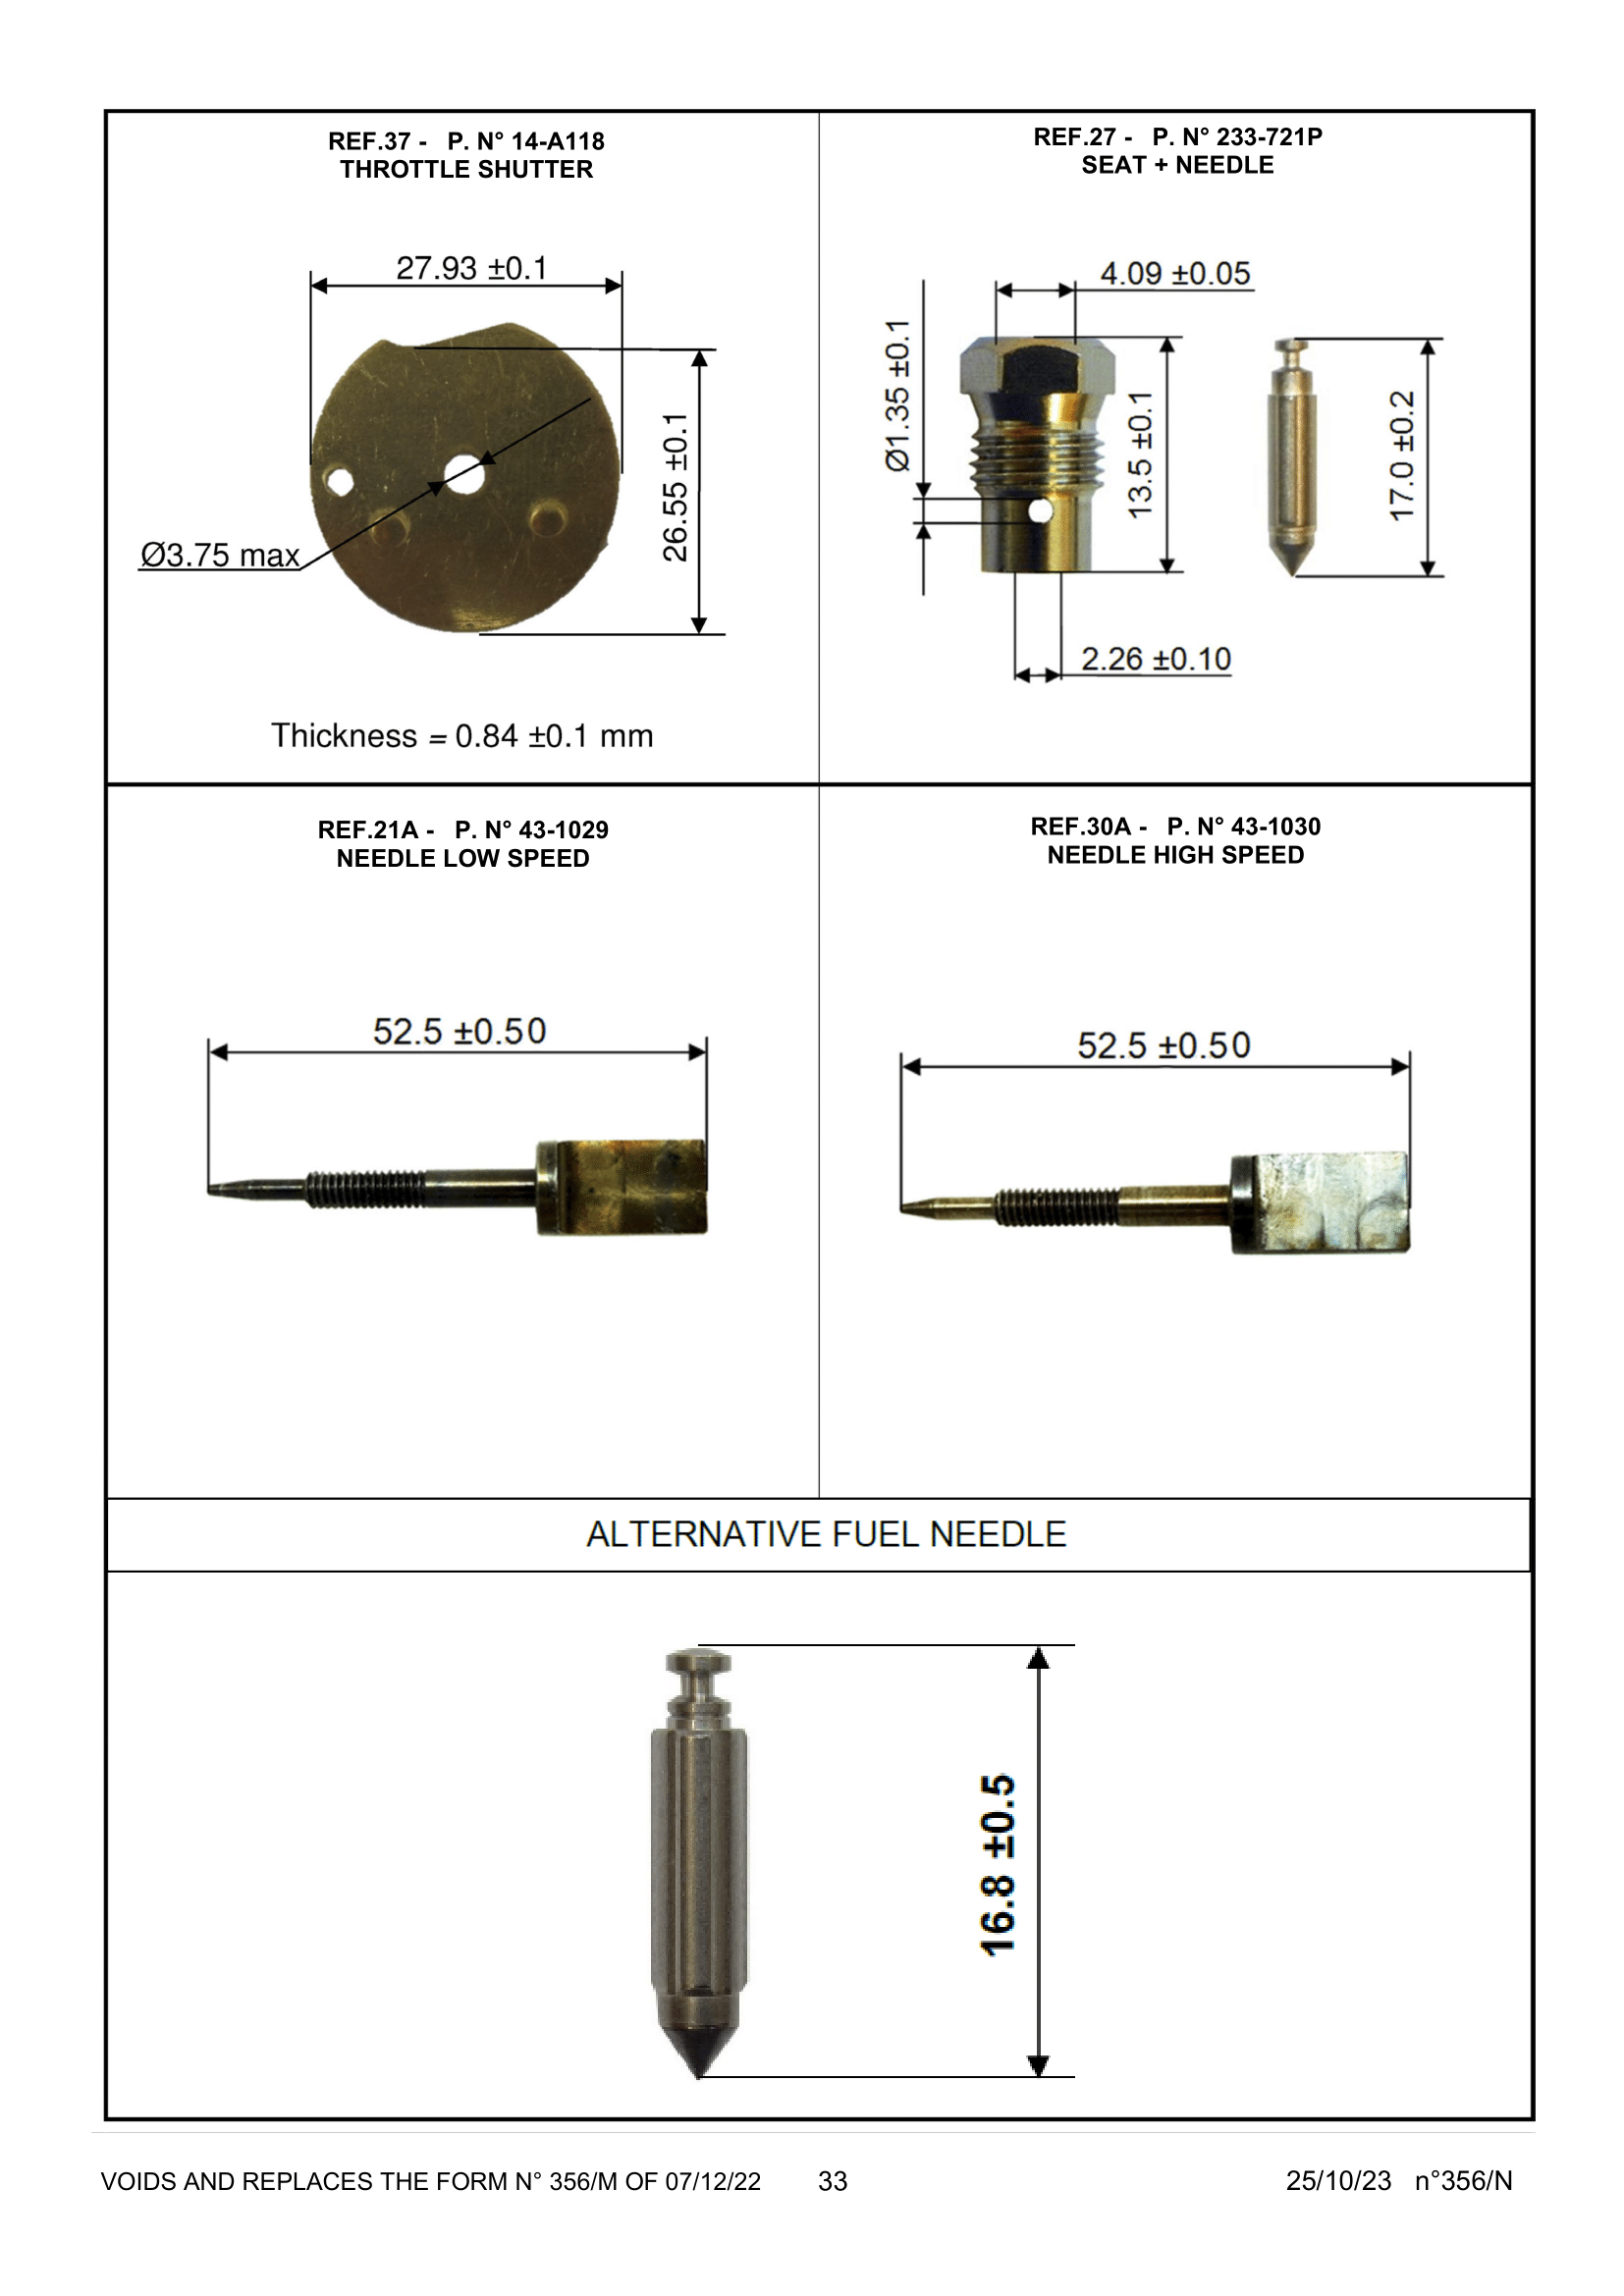 REF.37 -   P. N° 14-A118
THROTTLE SHUTTER
27.93 ±0.1
26.55 ±0.1
Ø3.75 max
Thickness = 0.84 ±0.1 mm
REF.27 -   P. N° 233-721P
SEAT + NEEDLE
4.09 ±0.05
Ø1.35 ±0.1
13.5 ±0.1
17.0 ±0.2
2.26 ±0.10
REF.21A -   P. N° 43-1029
NEEDLE LOW SPEED
52.5 ±0.50
REF.30A -   P. N° 43-1030
NEEDLE HIGH SPEED
52.5 ±0.50
ALTERNATIVE FUEL NEEDLE
16.8 ±0.5
VOIDS AND REPLACES THE FORM N° 356/M OF 07/12/22 33 25/10/23 n°356/N